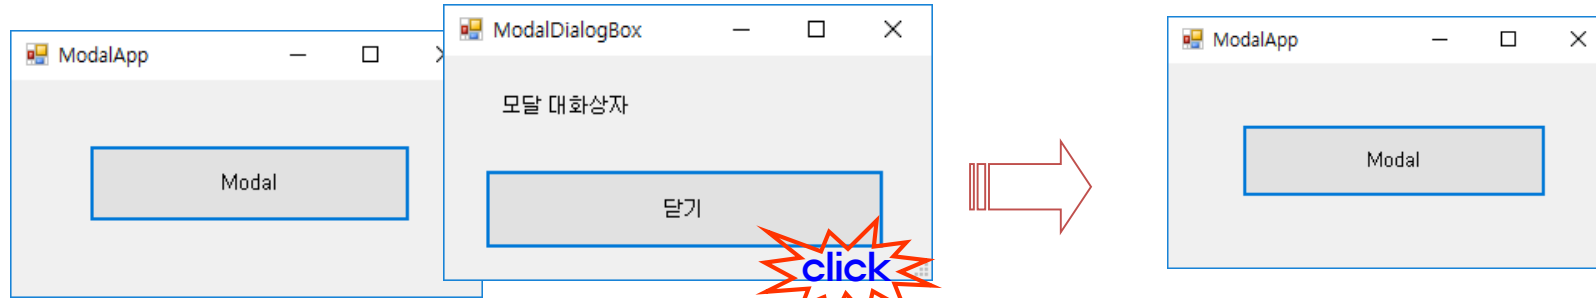 ModalApp
Modal
ModalDialogBox
모달 대화상자
닫기
click
ModalApp
Modal